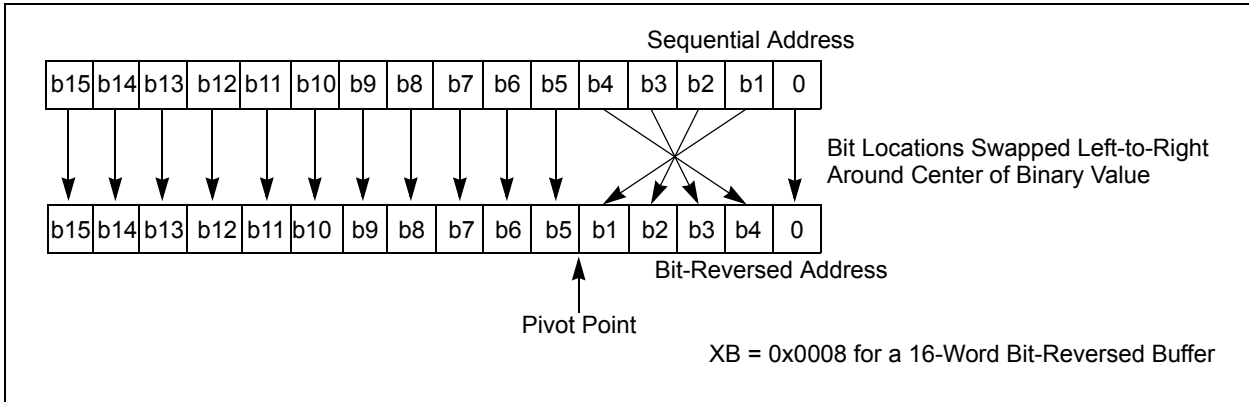 Sequential Address
b15 b14 b13 b12 b11 b10 b9 b8 b7 b6 b5 b4 b3 b2 b1 0
Bit Locations Swapped Left-to-Right
Around Center of Binary Value
b15 b14 b13 b12 b11 b10 b9 b8 b7 b6 b5 b1 b2 b3 b4 0
Bit-Reversed Address
Pivot Point
XB = 0x0008 for a 16-Word Bit-Reversed Buffer